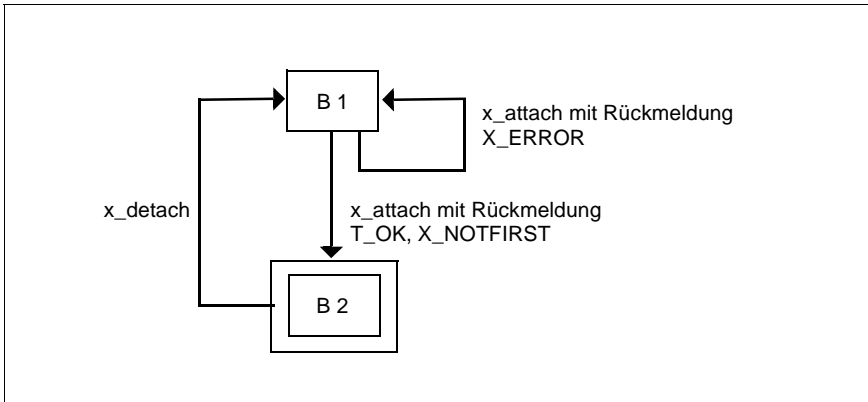 B 1
x_attach mit Rückmeldung
X_ERROR
x_detach
x_attach mit Rückmeldung
T_OK, X_NOTFIRST
B 2